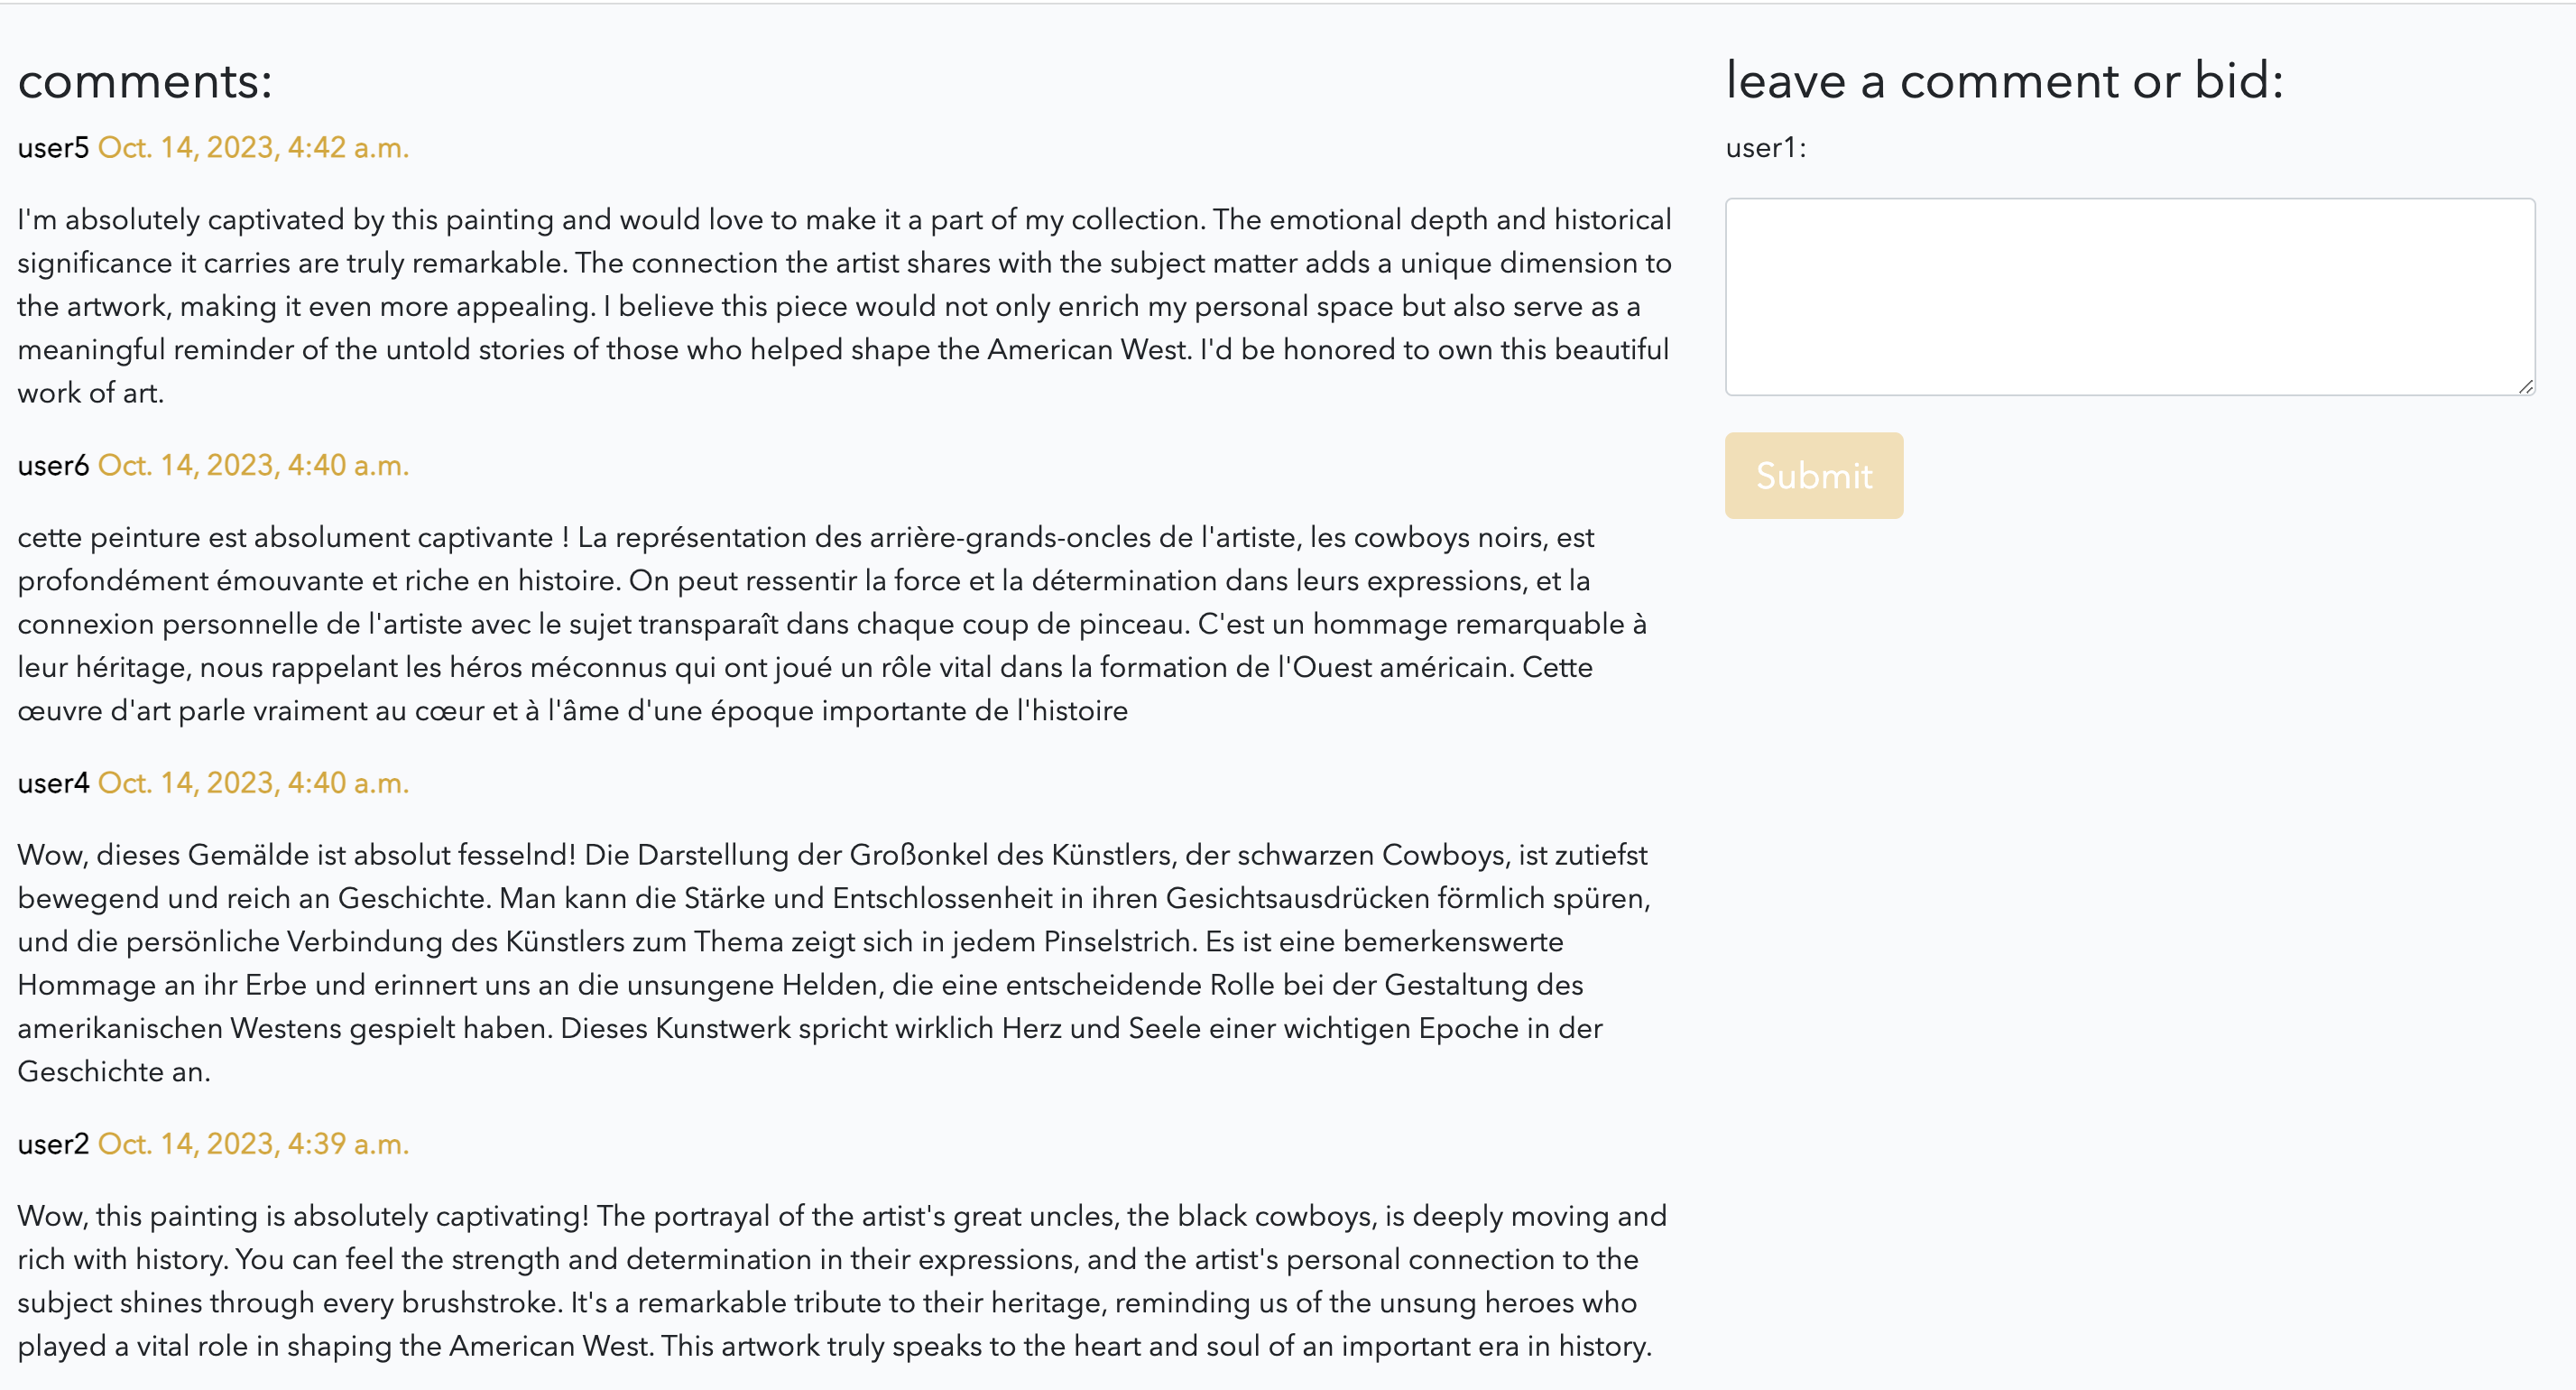 comments:
user5 Oct. 14, 2023, 4:42 a.m.
I'm absolutely captivated by this painting and would love to make it a part of my collection. The emotional depth and historical
significance it carries are truly remarkable. The connection the artist shares with the subject matter adds a unique dimension to
the artwork, making it even more appealing. I believe this piece would not only enrich my personal space but also serve as a
meaningful reminder of the untold stories of those who helped shape the American West. I'd be honored to own this beautiful
work of art.
user6 Oct. 14, 2023, 4:40 a.m.
cette peinture est absolument captivante ! La représentation des arrière-grands-oncles de l'artiste, les cowboys noirs, est
profondément émouvante et riche en histoire. On peut ressentir la force et la détermination dans leurs expressions, et la
connexion personnelle de l'artiste avec le sujet transparaît dans chaque coup de pinceau. C'est un hommage remarquable à
leur héritage, nous rappelant les héros méconnus qui ont joué un rôle vital dans la formation de l'Ouest américain. Cette
œuvre d'art parle vraiment au cœur et à l'âme d'une époque importante de l'histoire
user4 Oct. 14, 2023, 4:40 a.m.
Wow, dieses Gemälde ist absolut fesselnd! Die Darstellung der Großonkel des Künstlers, der schwarzen Cowboys, ist zutiefst
bewegend und reich an Geschichte. Man kann die Stärke und Entschlossenheit in ihren Gesichtsausdrücken förmlich spüren,
und die persönliche Verbindung des Künstlers zum Thema zeigt sich in jedem Pinselstrich. Es ist eine bemerkenswerte
Hommage an ihr Erbe und erinnert uns an die unsungene Helden, die eine entscheidende Rolle bei der Gestaltung des
amerikanischen Westens gespielt haben. Dieses Kunstwerk spricht wirklich Herz und Seele einer wichtigen Epoche in der
Geschichte an.
user2 Oct. 14, 2023, 4:39 a.m.
Wow, this painting is absolutely captivating! The portrayal of the artist's great uncles, the black cowboys, is deeply moving and
rich with history. You can feel the strength and determination in their expressions, and the artist's personal connection to the
subject shines through every brushstroke. It's a remarkable tribute to their heritage, reminding us of the unsung heroes who
played a vital role in shaping the American West. This artwork truly speaks to the heart and soul of an important era in history.
leave a comment or bid:
user1:
Submit